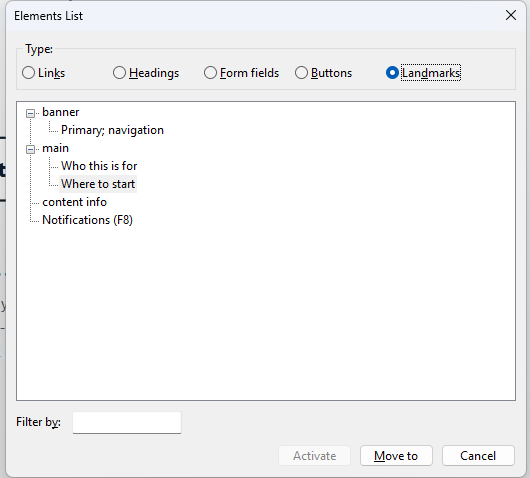 Elements List
Type:
Links Headings Form fields Buttons Landmarks
banner
Primary; navigation
main
Who this is for
Where to start
content info
Notifications (F8)
Filter by:
Activate Move to Cancel